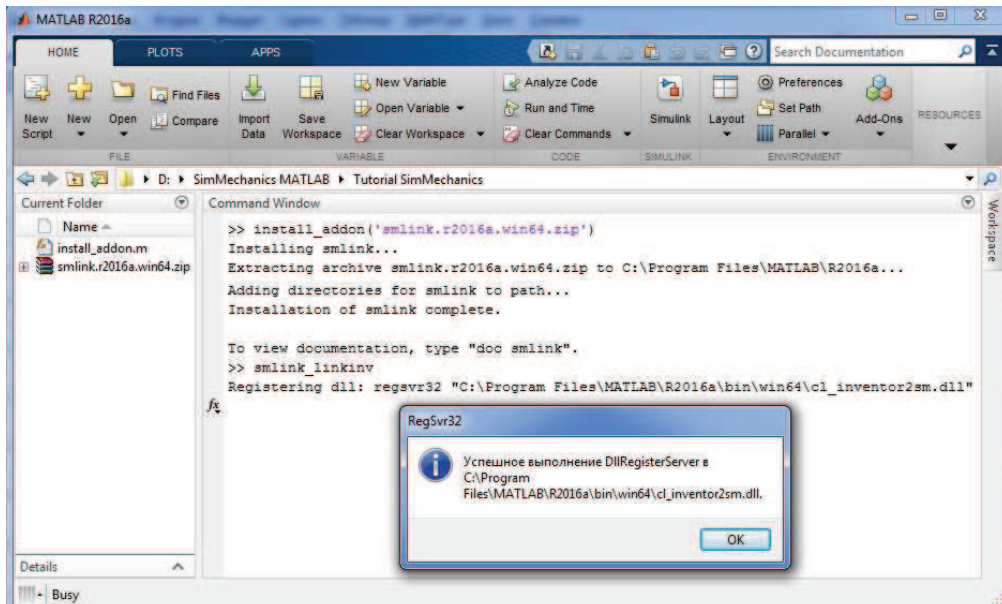 MATLAB R2016a
HOME PLOTS APPS Search Documentation
New Script New Open Find Files Compare Import Data Save Workspace New Variable Open Variable Clear Workspace Analyze Code Run and Time Clear Commands Simulink Layout Preferences Set Path Parallel Add-Ons RESOURCES
FILE VARIABLE CODE SIMULINK ENVIRONMENT
D: SimMechanics MATLAB Tutorial SimMechanics
Current Folder
Name
install_addon.m
smlink.r2016a.win64.zip
Details
Command Window
>> install_addon('smlink.r2016a.win64.zip')
Installing smlink...
Extracting archive smlink.r2016a.win64.zip to C:\Program Files\MATLAB\R2016a...
Adding directories for smlink to path...
Installation of smlink complete.
To view documentation, type "doc smlink".
>> smlink_linkinv
Registering dll: regsvr32 "C:\Program Files\MATLAB\R2016a\bin\win64\cl_inventor2sm.dll"
fx
RegSvr32
Успешное выполнение DllRegisterServer в
C:\Program
Files\MATLAB\R2016a\bin\win64\cl_inventor2sm.dll.
OK
Workspace
Busy